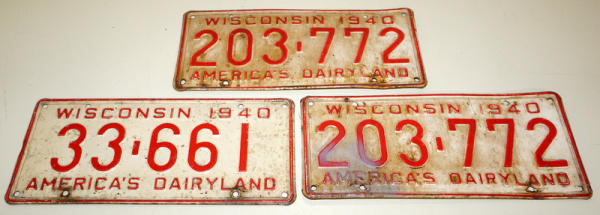 WISCONSIN 1940
203-772
AMERICA'S DAIRYLAND
WISCONSIN 1940
33-661
AMERICA'S DAIRYLAND
WISCONSIN 1940
203-772
AMERICA'S DAIRYLAND